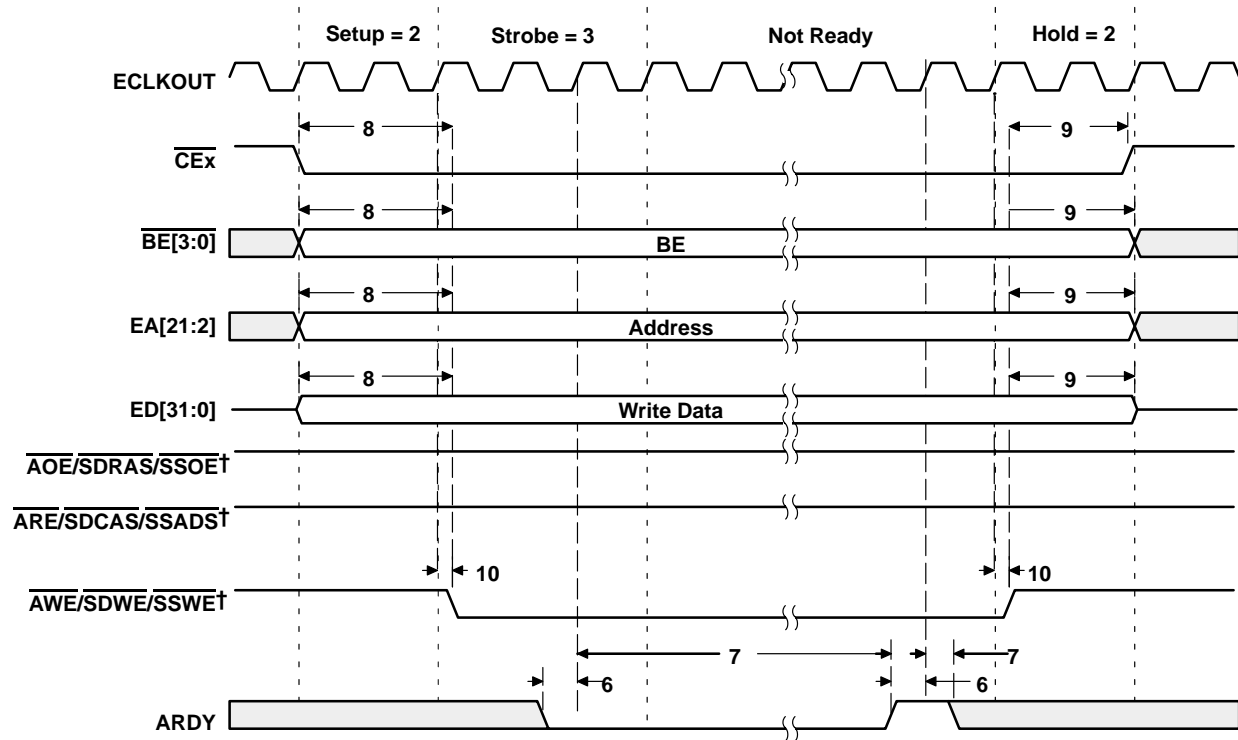 Setup = 2 Strobe = 3 Not Ready Hold = 2
ECLKOUT
8 9
CEx
8 9
BE[3:0] BE
8 9
EA[21:2] Address
8 9
ED[31:0] Write Data
AOE/SDRAS/SSOE†
ARE/SDCAS/SSADS†
10 10
AWE/SDWE/SSWE†
7 7
6 6
ARDY